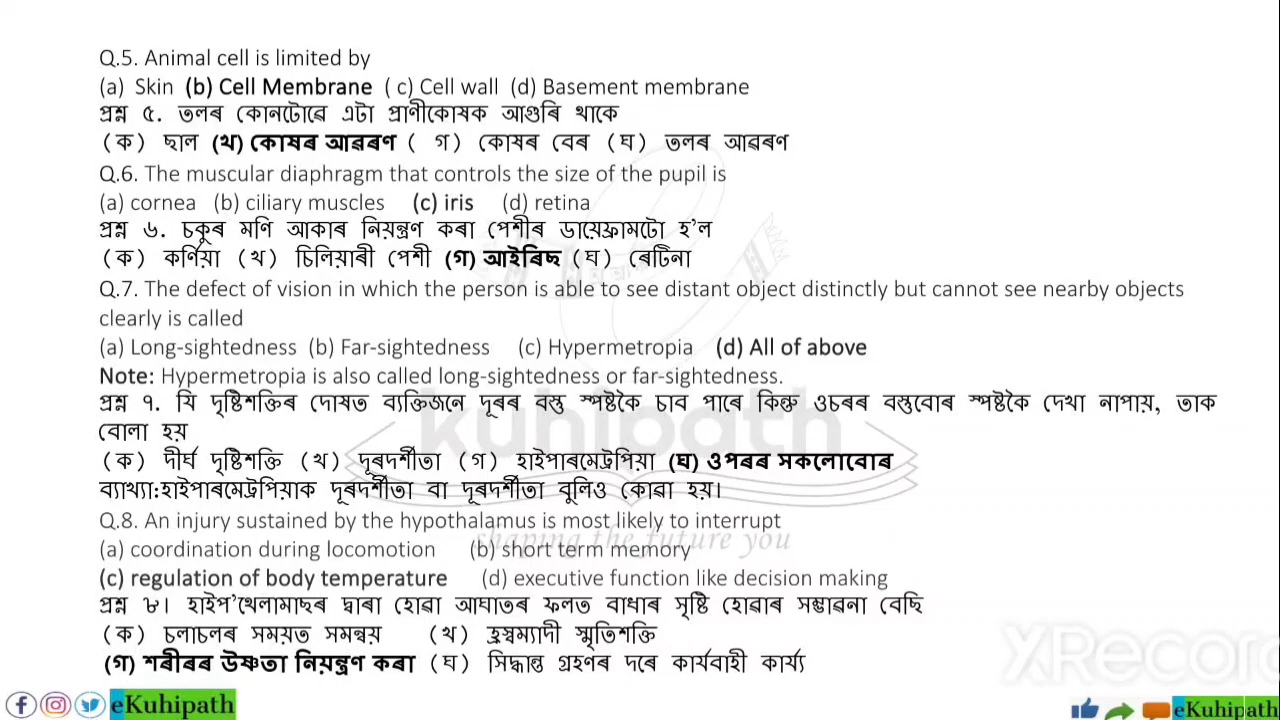 Q.5. Animal cell is limited by
(a) Skin (b) Cell Membrane ( c) Cell wall (d) Basement membrane
প্ৰশ্ন ৫. তলৰ কোনটোৱে এটা প্ৰাণীকোষক আগুৰি থাকে
(ক) ছাল (খ) কোষৰ আৱৰণ ( গ) কোষৰ বেৰ (ঘ) তলৰ আৱৰণ
Q.6. The muscular diaphragm that controls the size of the pupil is
(a) cornea (b) ciliary muscles (c) iris (d) retina
প্ৰশ্ন ৬. চকুৰ মণি আকাৰ নিয়ন্ত্ৰণ কৰা পেশীৰ ডায়েফ্ৰামটো হ’ল
(ক) কৰ্ণিয়া (খ) চিলিয়াৰী পেশী (গ) আইৰিছ (ঘ) ৰেটিনা
Q.7. The defect of vision in which the person is able to see distant object distinctly but cannot see nearby objects
clearly is called
(a) Long-sightedness (b) Far-sightedness (c) Hypermetropia (d) All of above
Note: Hypermetropia is also called long-sightedness or far-sightedness.
প্ৰশ্ন ৭. যি দৃষ্টিশক্তিৰ দোষত ব্যক্তিজনে দূৰৰ বস্তু স্পষ্টকৈ চাব পাৰে কিন্তু ওচৰৰ বস্তুবোৰ স্পষ্টকৈ দেখা নাপায়, তাক
বোলা হয়
(ক) দীৰ্ঘ দৃষ্টিশক্তি (খ) দূৰদৰ্শীতা (গ) হাইপাৰমেট্ৰপিয়া (ঘ) ওপৰৰ সকলোবোৰ
ব্যাখ্যা:হাইপাৰমেট্ৰপিয়াক দূৰদৰ্শীতা বা দূৰদৰ্শীতা বুলিও কোৱা হয়।
Q.8. An injury sustained by the hypothalamus is most likely to interrupt
(a) coordination during locomotion (b) short term memory
(c) regulation of body temperature (d) executive function like decision making
প্ৰশ্ন ৮। হাইপ’থেলামাছৰ দ্বাৰা হোৱা আঘাতৰ ফলত বাধাৰ সৃষ্টি হোৱাৰ সম্ভাৱনা বেছি
(ক) চলাচলৰ সময়ত সমন্বয় (খ) হ্ৰস্বম্যাদী স্মৃতিশক্তি
(গ) শৰীৰৰ উষ্ণতা নিয়ন্ত্ৰণ কৰা (ঘ) সিদ্ধান্ত গ্ৰহণৰ দৰে কাৰ্যবাহী কাৰ্য্য
kuhipath
shaping the future you
XRecord
eKuhipath
eKuhipath